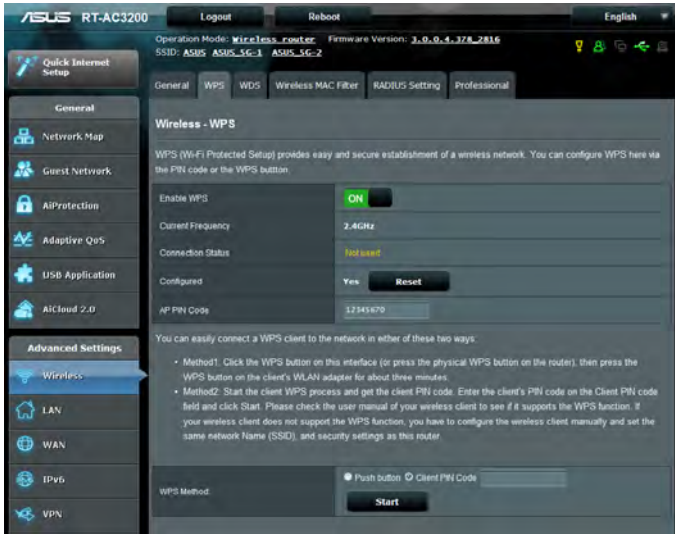 ASUS RT-AC3200 Logout Reboot English
Operation Mode: Wireless router Firmware Version: 3.0.0.4.378_2816
SSID: ASUS ASUS_5G-1 ASUS_5G-2
Quick Internet
Setup
General WPS WDS Wireless MAC Filter RADIUS Setting Professional
General
Network Map
Guest Network
AiProtection
Adaptive QoS
USB Application
AiCloud 2.0
Advanced Settings
Wireless
LAN
WAN
IPv6
VPN
Wireless - WPS
WPS (Wi-Fi Protected Setup) provides easy and secure establishment of a wireless network. You can configure WPS here via
the PIN code or the WPS buttton.
Enable WPS ON
Current Frequency 2.4GHz
Connection Status Not used
Configured Yes Reset
AP PIN Code 12345670
You can easily connect a WPS client to the network in either of these two ways:
• Method1: Click the WPS button on this interface (or press the physical WPS button on the router), then press the
WPS button on the client's WLAN adapter for about three minutes.
• Method2: Start the client WPS process and get the client PIN code. Enter the client's PIN code on the Client PIN code
field and click Start. Please check the user manual of your wireless client to see if it supports the WPS function. If
your wireless client does not support the WPS function, you have to configure the wireless client manually and set the
same network Name (SSID), and security settings as this router.
WPS Method: Push button Client PIN Code
Start